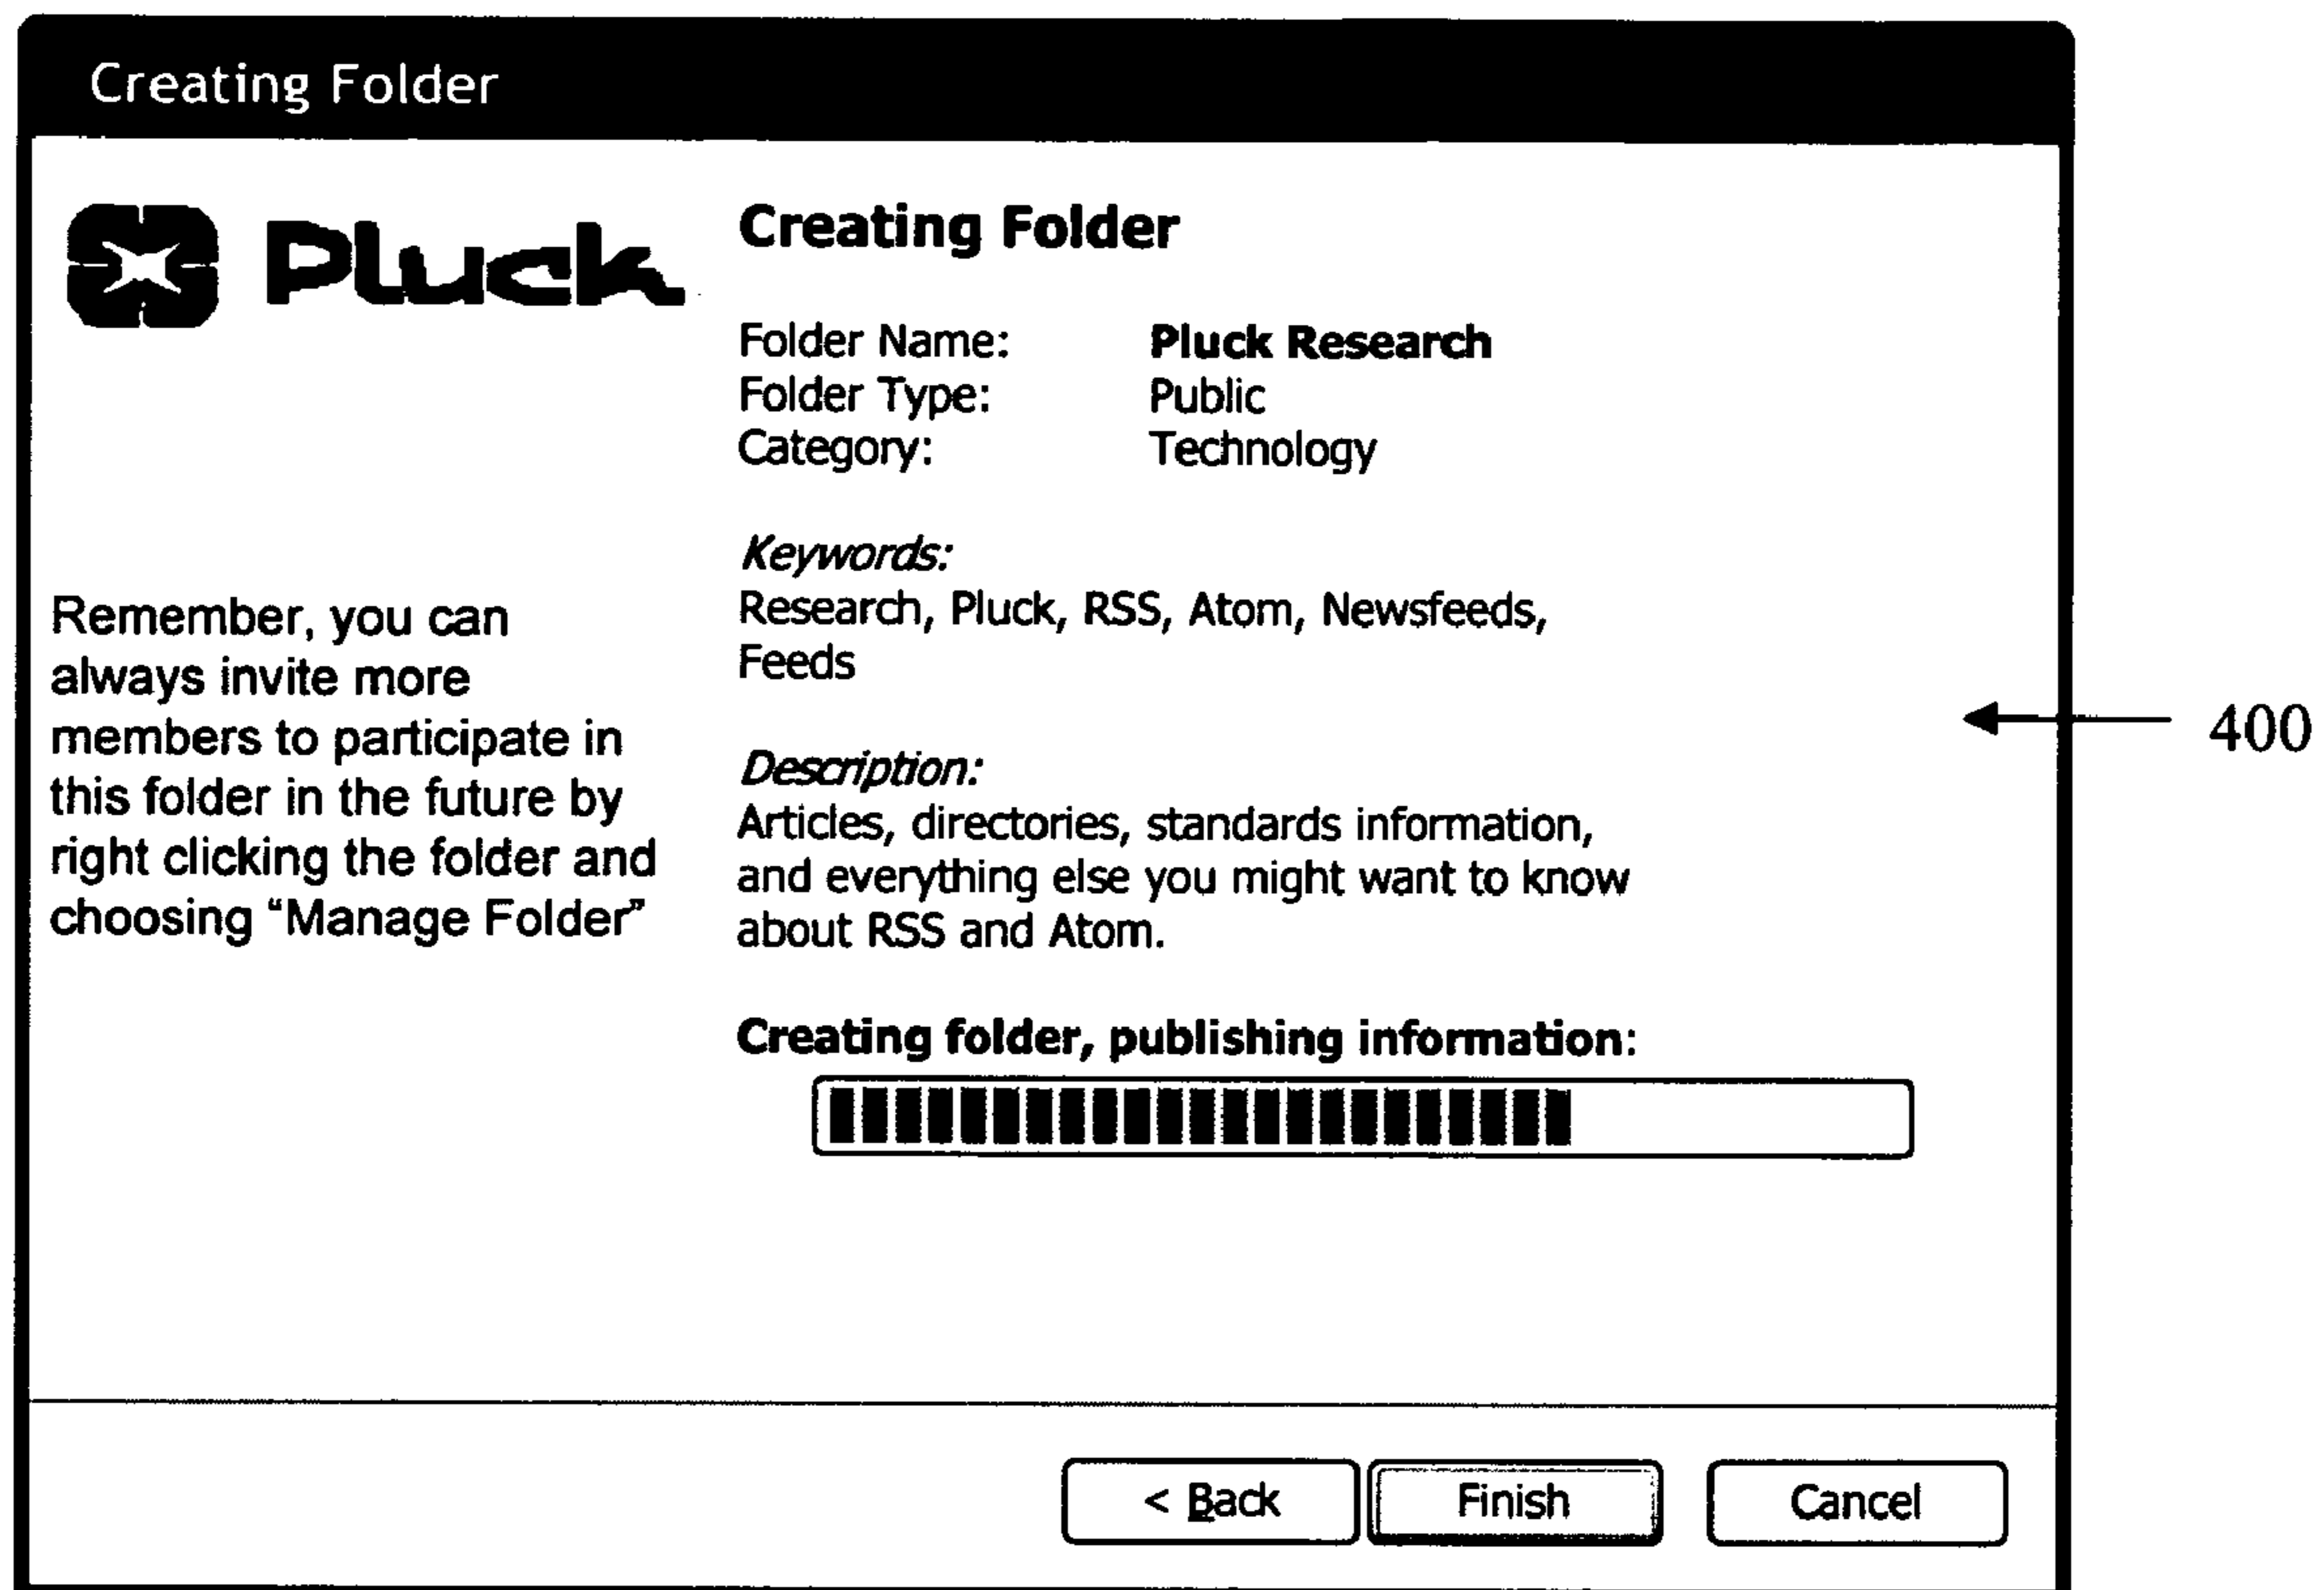 Creating Folder
Pluck
Creating Folder
Folder Name: Pluck Research
Folder Type: Public
Category: Technology
Keywords:
Research, Pluck, RSS, Atom, Newsfeeds,
Feeds
Remember, you can
always invite more
members to participate in
this folder in the future by
right clicking the folder and
choosing “Manage Folder”
Description:
Articles, directories, standards information,
and everything else you might want to know
about RSS and Atom.
Creating folder, publishing information:
400
< Back
Finish
Cancel